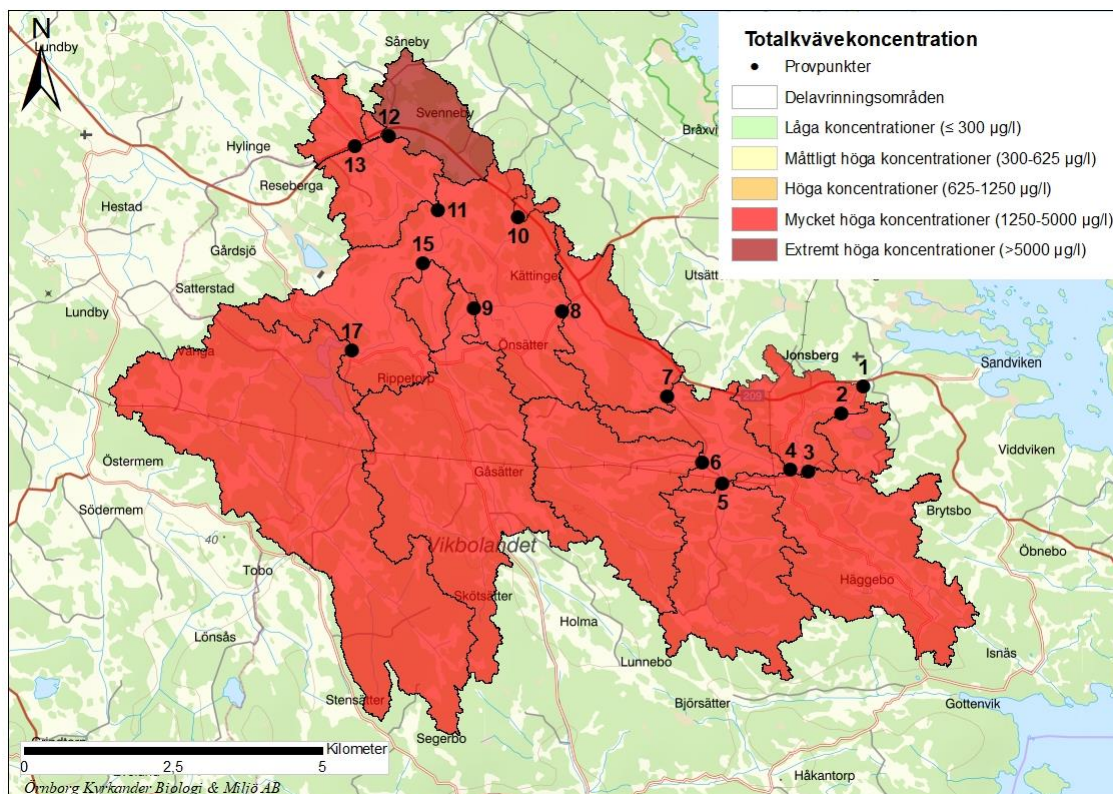 N
Lundby
Såneby
Svenneby
Hylinge
Reseberga
Hestad
Gårdsjö
Satterstad
Lundby
Vånga
Rippetorp
Kättinge
Önsätter
Utsätt
Bråxvi
Jonsberg
Sandviken
209
Viddviken
Östermem
Södermem
40
Tobo
Gåsätter
Vikbolandet
Skötsätter
Lönsås
Holma
Lunnebo
Häggebo
Brytsbo
Öbnebo
Isnäs
Björsätter
Gottenvik
Stensätter
Segerbo
Håkantorp
12
13
11
10
15
9
8
17
7
1
2
6
4
3
5
Totalkvävekoncentration
Provpunkter
Delavrinningsområden
Låga koncentrationer (≤ 300 µg/l)
Måttligt höga koncentrationer (300-625 µg/l)
Höga koncentrationer (625-1250 µg/l)
Mycket höga koncentrationer (1250-5000 µg/l)
Extremt höga koncentrationer (>5000 µg/l)
Kilometer
0 2,5 5
Örnborg Kyrkander Biologi & Miljö AB